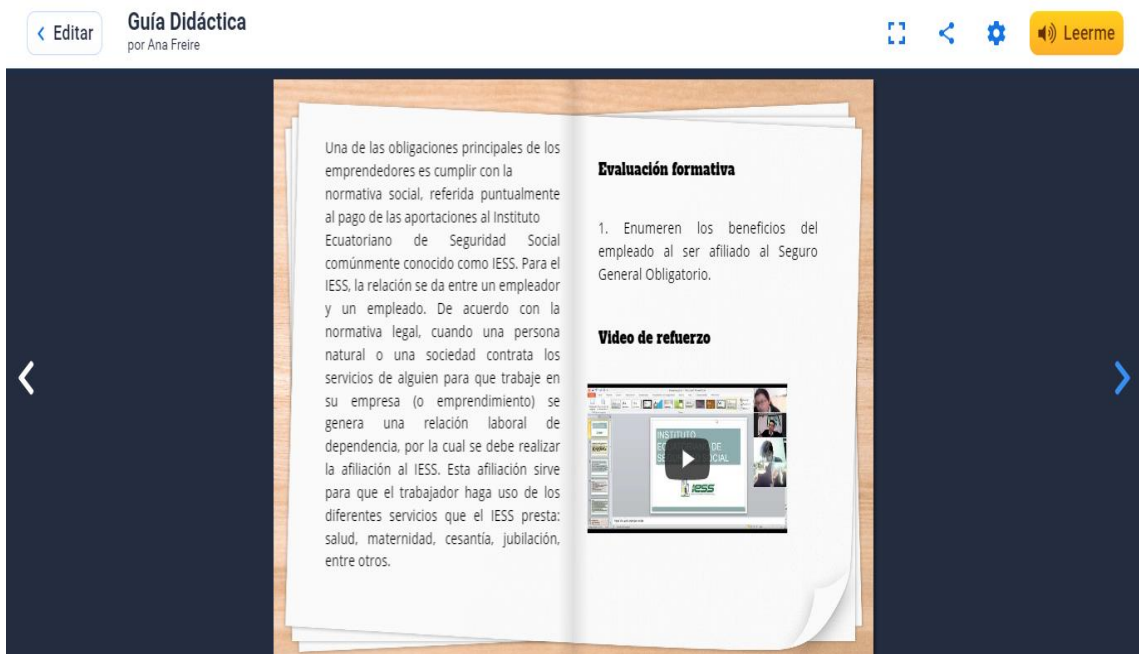 Editar
Guía Didáctica
por Ana Freire
Leerme
Una de las obligaciones principales de los
emprendedores es cumplir con la
normativa social, referida puntualmente
al pago de las aportaciones al Instituto
Ecuatoriano de Seguridad Social
comúnmente conocido como IESS. Para el
IESS, la relación se da entre un empleador
y un empleado. De acuerdo con la
normativa legal, cuando una persona
natural o una sociedad contrata los
servicios de alguien para que trabaje en
su empresa (o emprendimiento) se
genera una relación laboral de
dependencia, por la cual se debe realizar
la afiliación al IESS. Esta afiliación sirve
para que el trabajador haga uso de los
diferentes servicios que el IESS presta:
salud, maternidad, cesantía, jubilación,
entre otros.
Evaluación formativa
1. Enumeren los beneficios del
empleado al ser afiliado al Seguro
General Obligatorio.
Video de refuerzo
INSTITUTO
DE
IESS